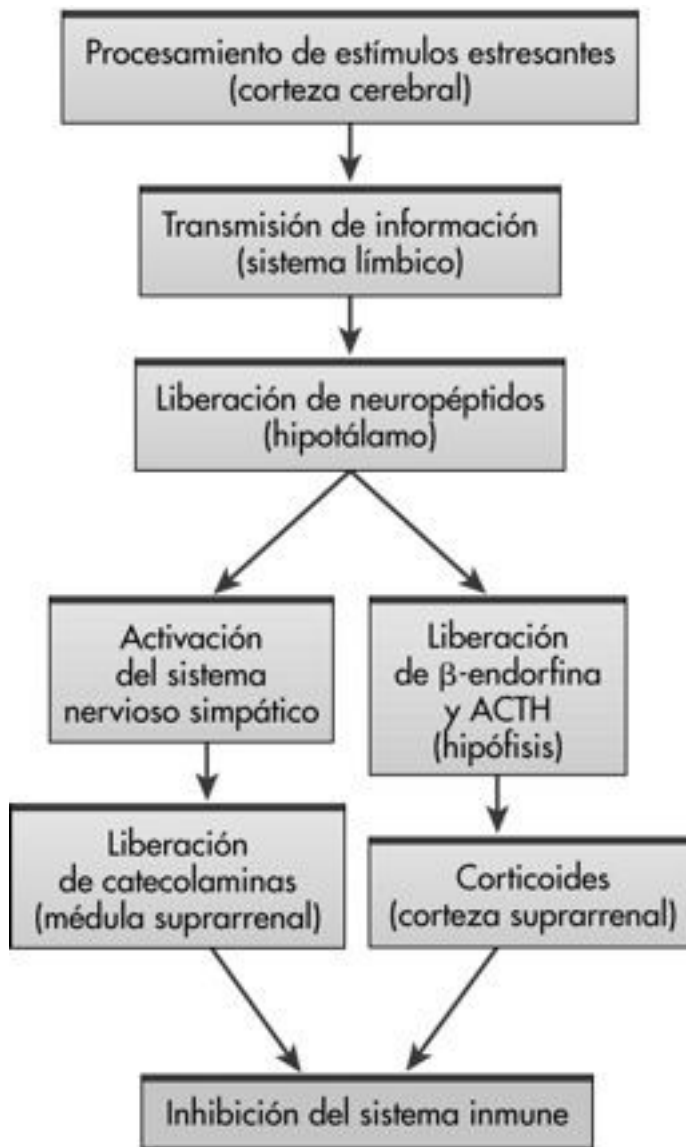 Procesamiento de estímulos estresantes
(corteza cerebral)
Transmisión de información
(sistema límbico)
Liberación de neuropéptidos
(hipotálamo)
Activación
del sistema
nervioso simpático
Liberación
de β-endorfina
y ACTH
(hipófisis)
Liberación
de catecolaminas
(médula suprarrenal)
Corticoides
(corteza suprarrenal)
Inhibición del sistema inmune